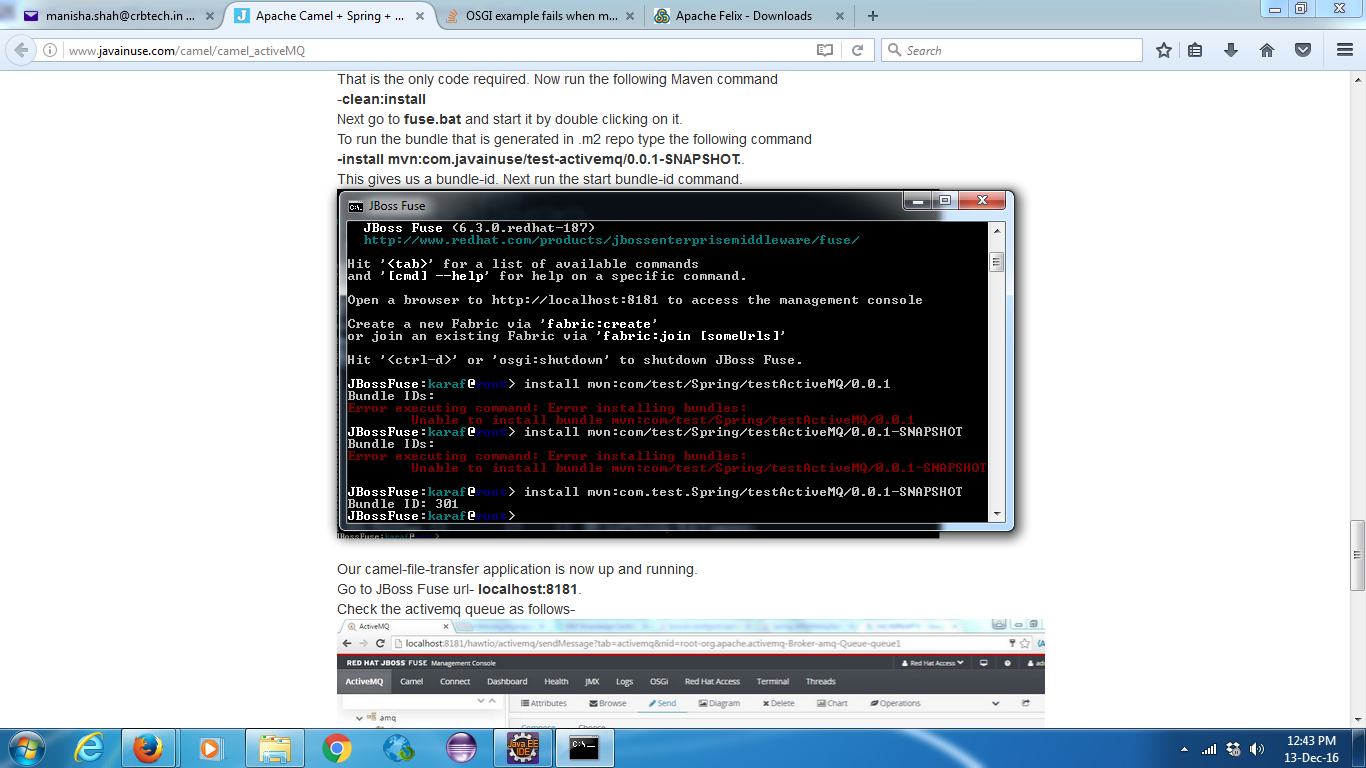 manisha.shah@crbtech.in ...
Apache Camel + Spring + ...
OSGI example fails when m...
Apache Felix - Downloads
www.javainuse.com/camel/camel_activeMQ
Search
That is the only code required. Now run the following Maven command
-clean:install
Next go to fuse.bat and start it by double clicking on it.
To run the bundle that is generated in .m2 repo type the following command
-install mvn:com.javainuse/test-activemq/0.0.1-SNAPSHOT..
This gives us a bundle-id. Next run the start bundle-id command.
JBoss Fuse
JBoss Fuse (6.3.0.redhat-187)
http://www.redhat.com/products/jbossenterprisemiddleware/fuse/
Hit '<tab>' for a list of available commands
and '[cmd] --help' for help on a specific command.
Open a browser to http://localhost:8181 to access the management console
Create a new Fabric via 'fabric:create'
or join an existing Fabric via 'fabric:join [someUrls]'
Hit '<ctrl-d>' or 'osgi:shutdown' to shutdown JBoss Fuse.
JBossFuse:karaf@root> install mvn:com/test/Spring/testActiveMQ/0.0.1
Bundle IDs:
Error executing command: Error installing bundles:
Unable to install bundle mvn:com/test/Spring/testActiveMQ/0.0.1
JBossFuse:karaf@root> install mvn:com/test/Spring/testActiveMQ/0.0.1-SNAPSHOT
Bundle IDs:
Error executing command: Error installing bundles:
Unable to install bundle mvn:com/test/Spring/testActiveMQ/0.0.1-SNAPSHOT
JBossFuse:karaf@root> install mvn:com.test.Spring/testActiveMQ/0.0.1-SNAPSHOT
Bundle ID: 301
JBossFuse:karaf@root>
JBossFuse:karaf@root>
Our camel-file-transfer application is now up and running.
Go to JBoss Fuse url- localhost:8181.
Check the activemq queue as follows-
ActiveMQ
localhost:8181/hawtio/activemq/sendMessage?tab=activemq&nid=root-org.apache.activemq-Broker-amq-Queue-queue1
RED HAT JBOSS FUSE Management Console
Red Hat Access
ActiveMQ Camel Connect Dashboard Health JMX Logs OSGi Red Hat Access Terminal Threads
Attributes Browse Send Diagram Delete Chart Operations
amq
Compose Choose
Java EE IDE
12:43 PM
13-Dec-16